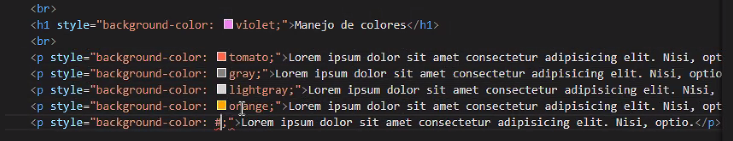 <br>
<h1 style="background-color: violet;">Manejo de colores</h1>
<br>
<p style="background-color: tomato;">Lorem ipsum dolor sit amet consectetur adipisicing elit. Nisi, opt
<p style="background-color: gray;">Lorem ipsum dolor sit amet consectetur adipisicing elit. Nisi, optio
<p style="background-color: lightgray;">Lorem ipsum dolor sit amet consectetur adipisicing elit. Nisi,
<p style="background-color: orange;">Lorem ipsum dolor sit amet consectetur adipisicing elit. Nisi, opt
<p style="background-color: #;">Lorem ipsum dolor sit amet consectetur adipisicing elit. Nisi, optio.</p>